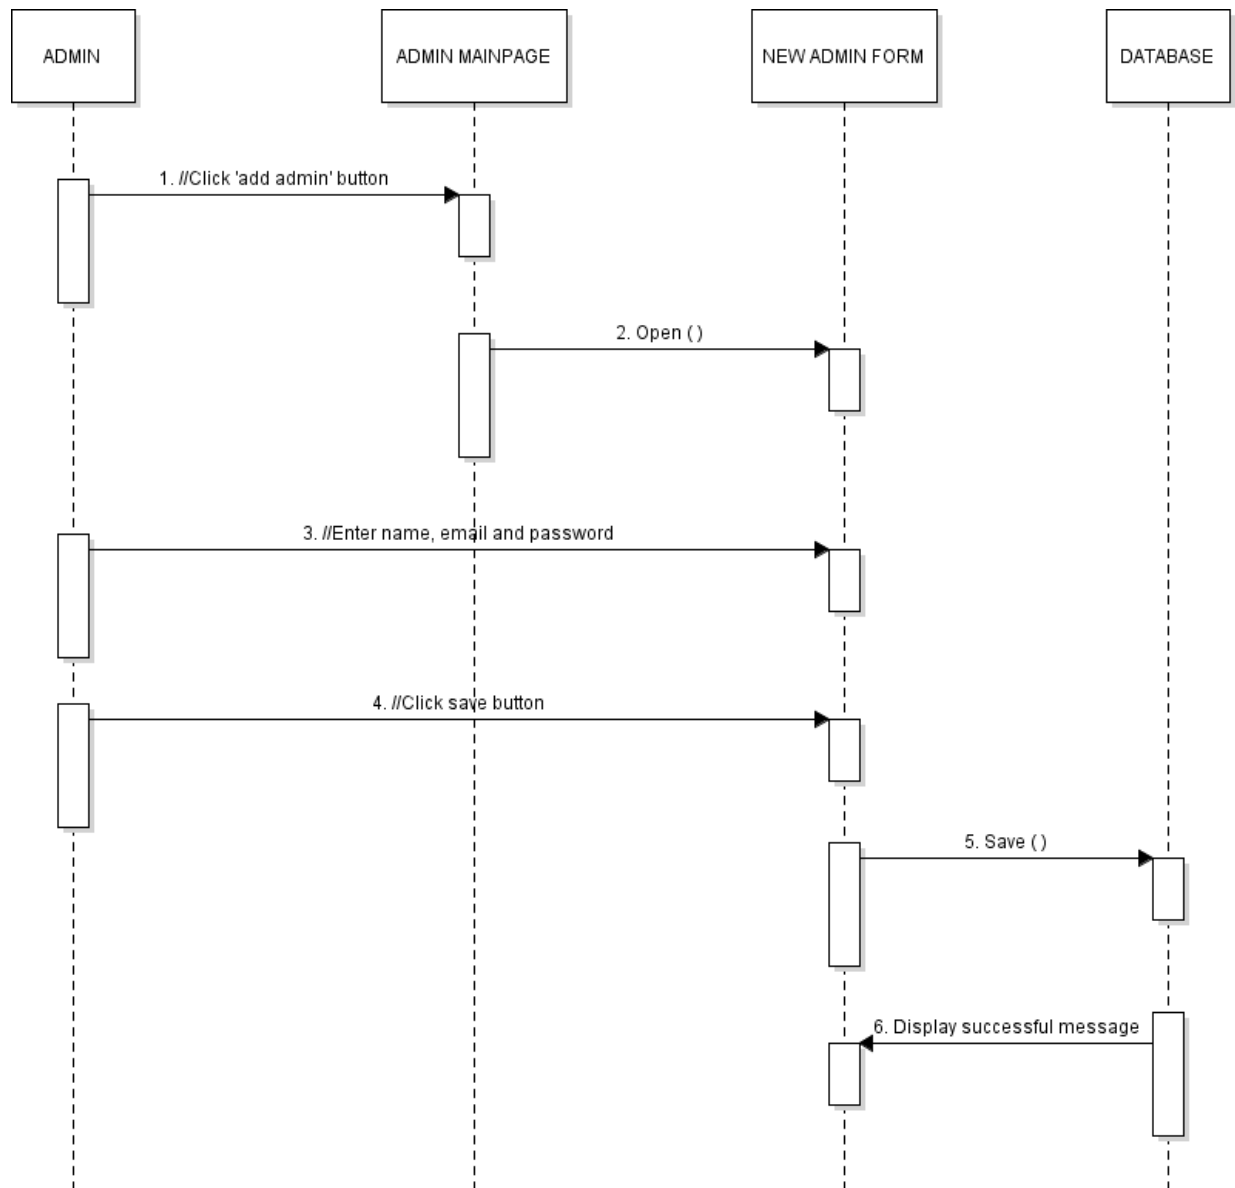 ADMIN
ADMIN MAINPAGE
NEW ADMIN FORM
DATABASE
1. //Click 'add admin' button
2. Open ( )
3. //Enter name, email and password
4. //Click save button
5. Save ( )
6. Display successful message